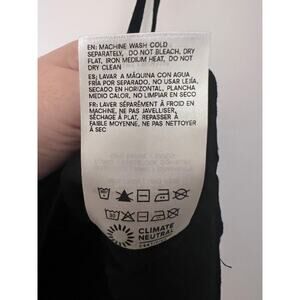 EN: MACHINE WASH COLD
SEPARATELY, DO NOT BLEACH, DRY
FLAT, IRON MEDIUM HEAT, DO NOT
DRY CLEAN
ES: LAVAR A MÁQUINA CON AGUA
FRÍA POR SEPARADO, NO USAR LEJÍA,
SECADO EN HORIZONTAL, PLANCHA
MEDIO CALOR, NO LIMPIAR EN SECO
FR: LAVER SÉPARÉMENT À FROID EN
MACHINE, NE PAS JAVELLISER,
SÉCHAGE À PLAT, REPASSER À
FAIBLE MOYENNE, NE PAS NETTOYER
À SEC
CLIMATE
NEUTRAL